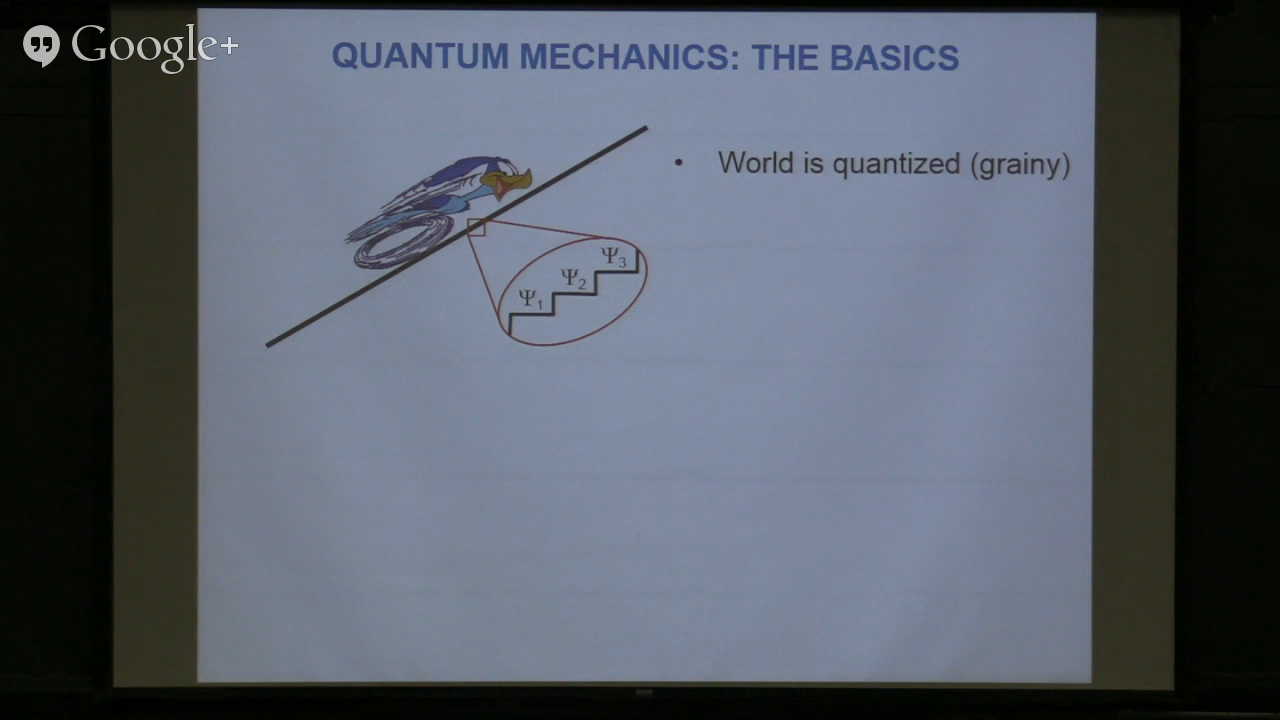 Google+
QUANTUM MECHANICS: THE BASICS
• World is quantized (grainy)
Ψ3
Ψ2
Ψ1